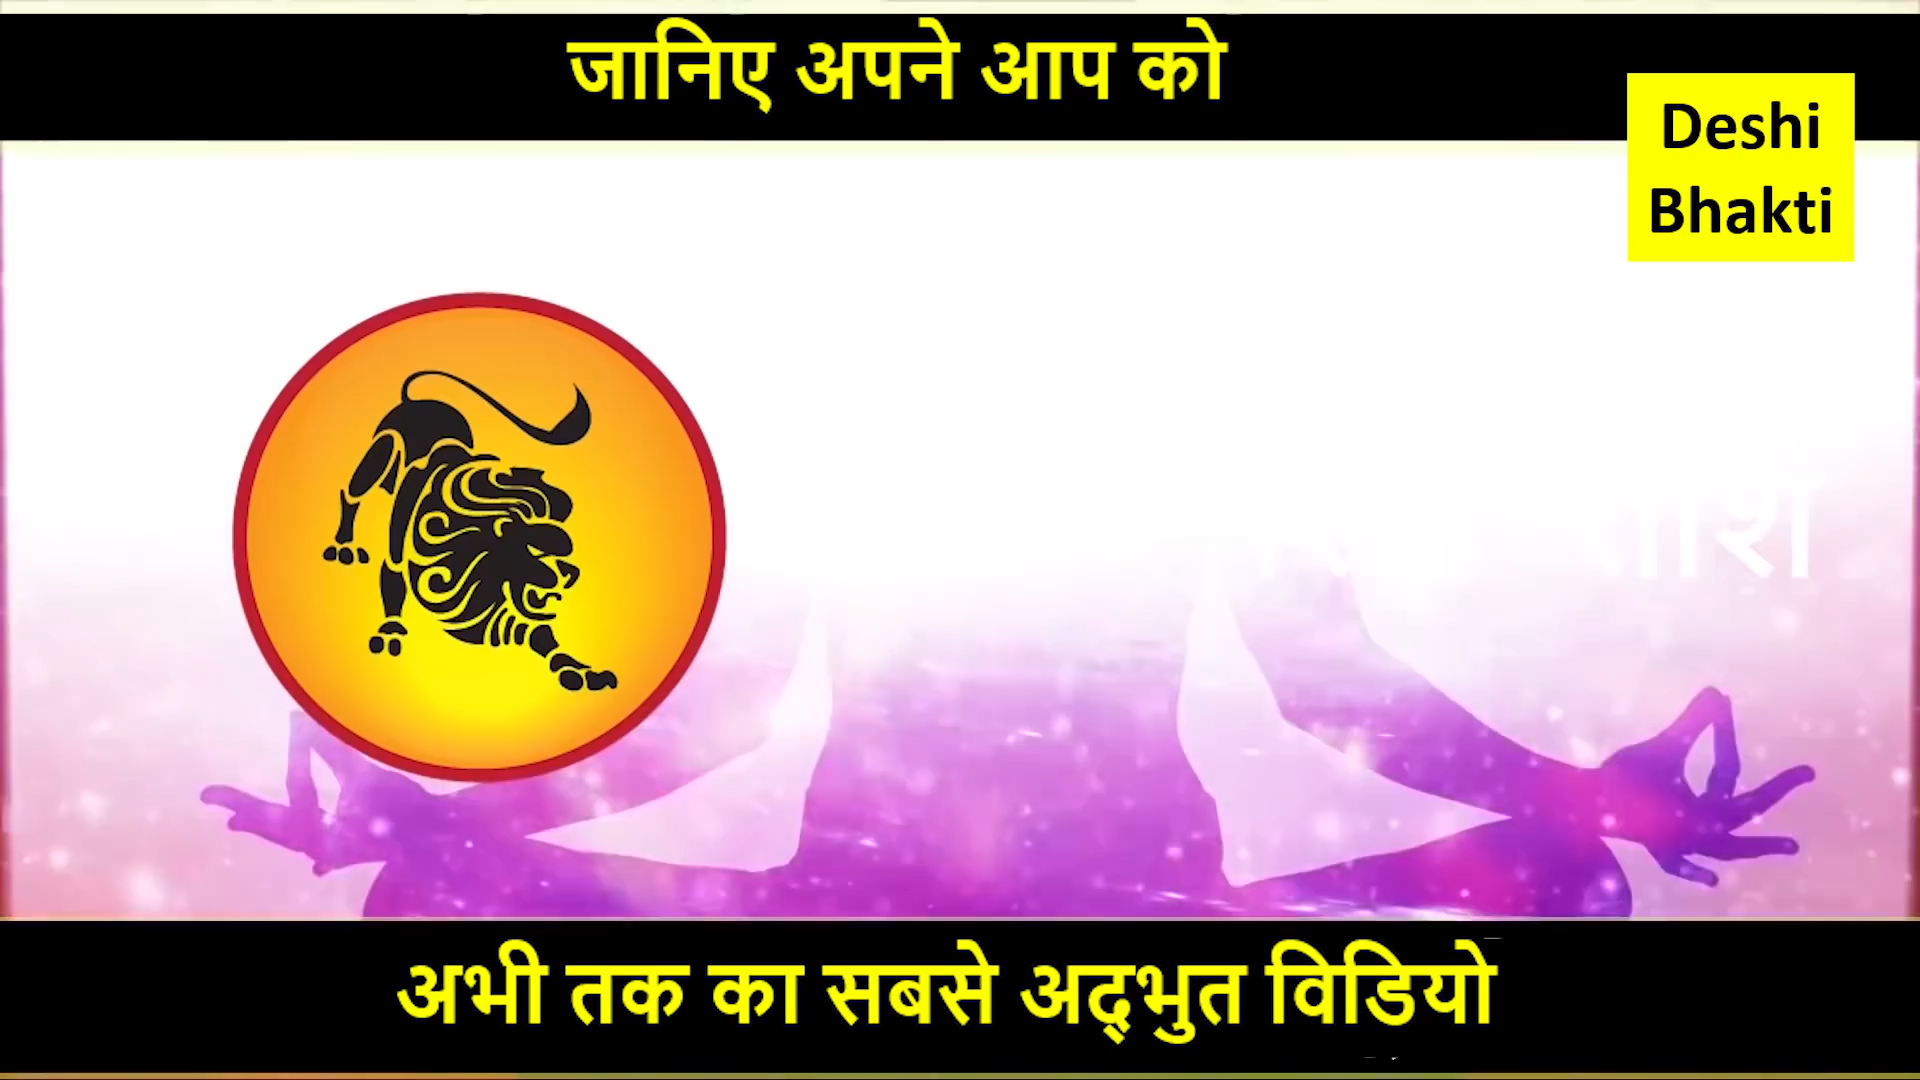 जानिए अपने आप को
Deshi
Bhakti
राशि
अभी तक का सबसे अद्भुत विडियो